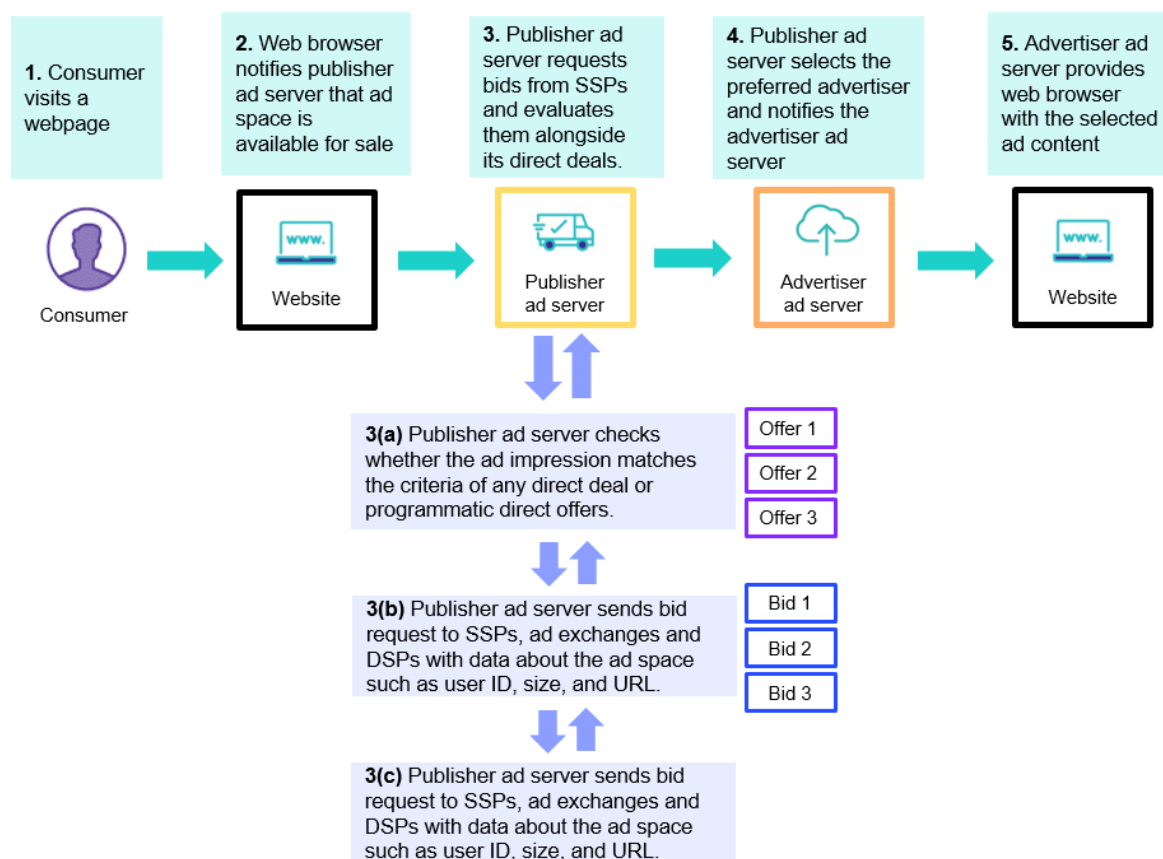 1. Consumer
visits a
webpage
2. Web browser
notifies publisher
ad server that ad
space is
available for sale
3. Publisher ad
server requests
bids from SSPs
and evaluates
them alongside
its direct deals.
4. Publisher ad
server selects the
preferred advertiser
and notifies the
advertiser ad
server
5. Advertiser ad
server provides
web browser
with the selected
ad content
Consumer
www.
Website
Publisher
ad server
Advertiser
ad server
www.
Website
3(a) Publisher ad server checks
whether the ad impression matches
the criteria of any direct deal or
programmatic direct offers.
Offer 1
Offer 2
Offer 3
3(b) Publisher ad server sends bid
request to SSPs, ad exchanges and
DSPs with data about the ad space
such as user ID, size, and URL.
Bid 1
Bid 2
Bid 3
3(c) Publisher ad server sends bid
request to SSPs, ad exchanges and
DSPs with data about the ad space
such as user ID, size, and URL.